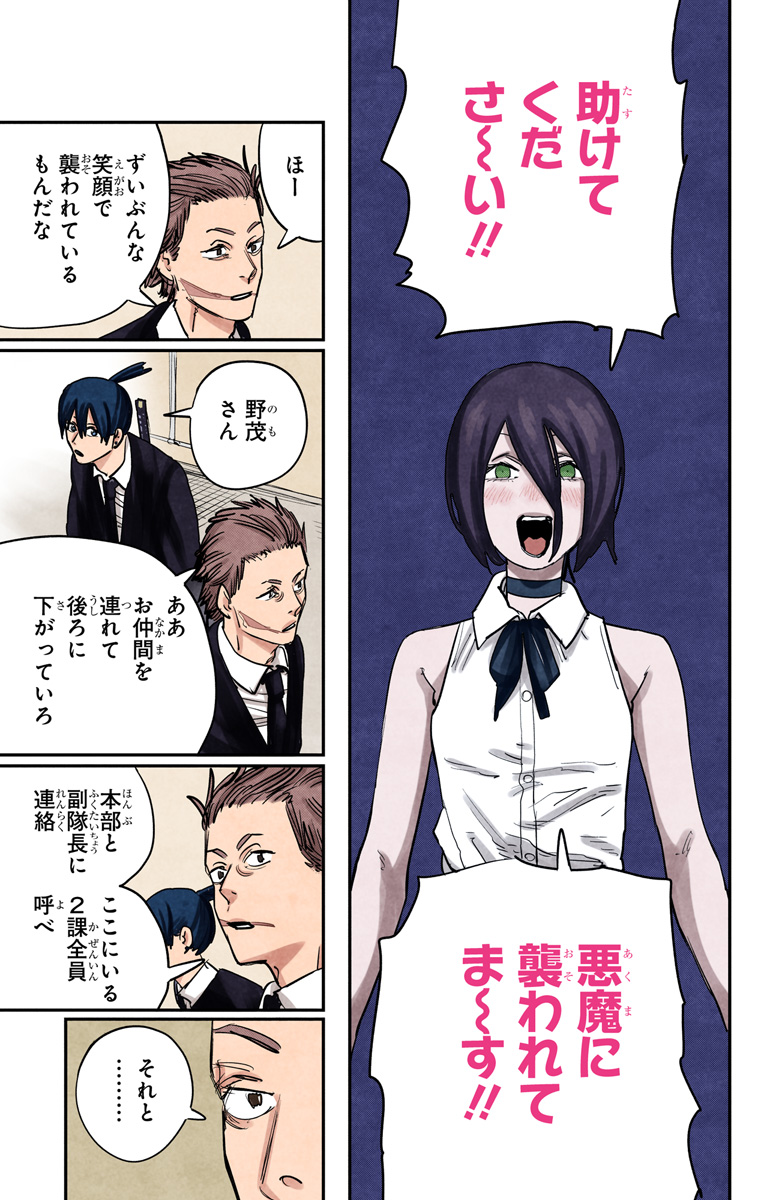 助けて
くだ
さ〜い!!
悪魔に
襲われて
ま〜す!!
ほー
ずいぶんな
笑顔で
襲われている
もんだな
野茂
さん
ああ
お仲間を
連れて
後ろに
下がっていろ
本部と
副隊長に
連絡
ここにいる
2課全員
呼べ
それと
………